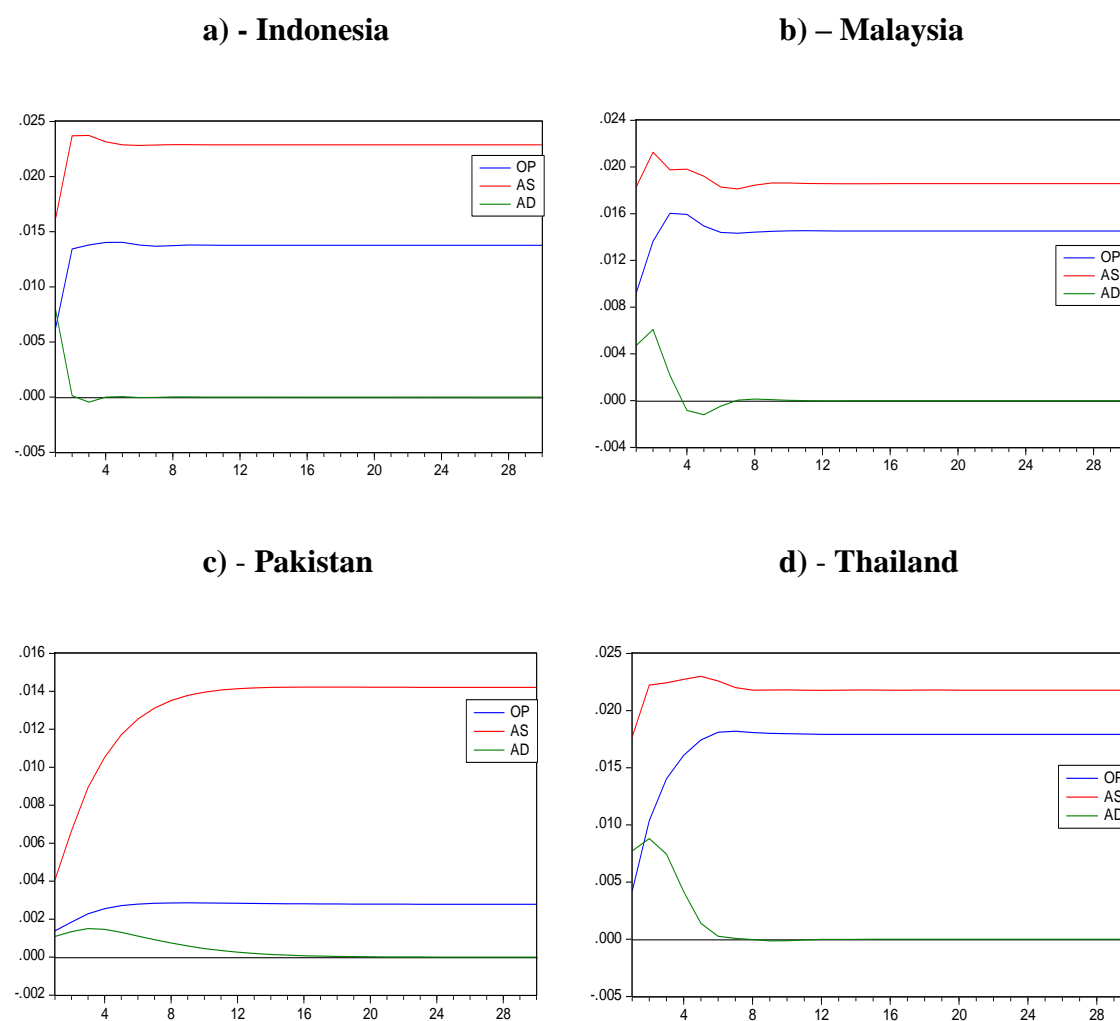 a) - Indonesia
.025
.020
.015
.010
.005
.000
-.005
OP
AS
AD
4 8 12 16 20 24 28
b) – Malaysia
.024
.020
.016
.012
.008
.004
.000
-.004
OP
AS
AD
4 8 12 16 20 24 28
c) - Pakistan
.016
.014
.012
.010
.008
.006
.004
.002
.000
-.002
OP
AS
AD
4 8 12 16 20 24 28
d) - Thailand
.025
.020
.015
.010
.005
.000
-.005
OP
AS
AD
4 8 12 16 20 24 28